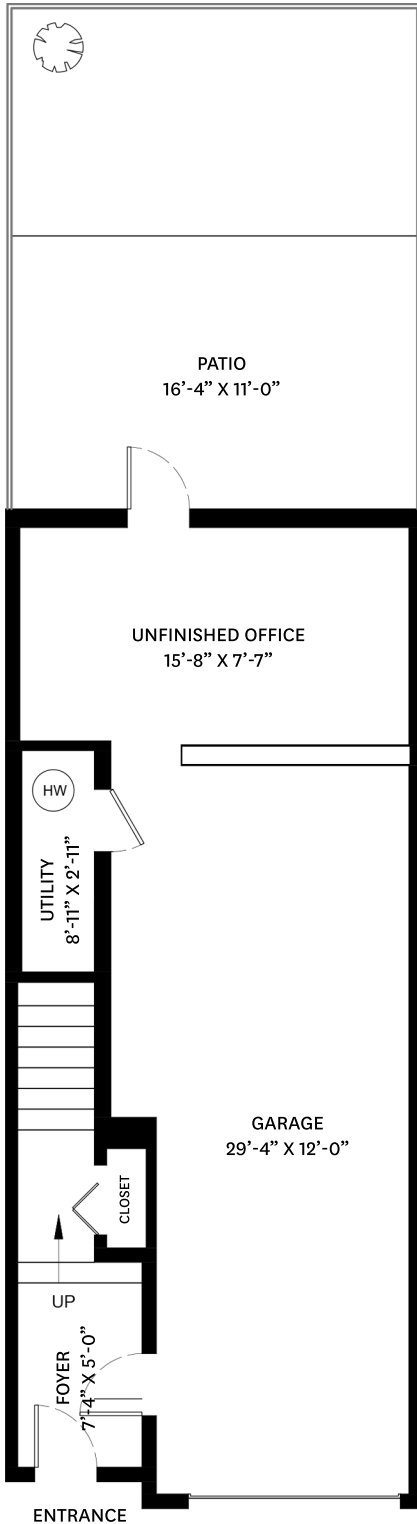 PATIO
16’-4” X 11’-0”
UNFINISHED OFFICE
15’-8” X 7’-7”
HW
UTILITY
8’-11” X 2’-11”
GARAGE
29’-4” X 12’-0”
CLOSET
UP
FOYER
7’-4” X 5’-0”
ENTRANCE